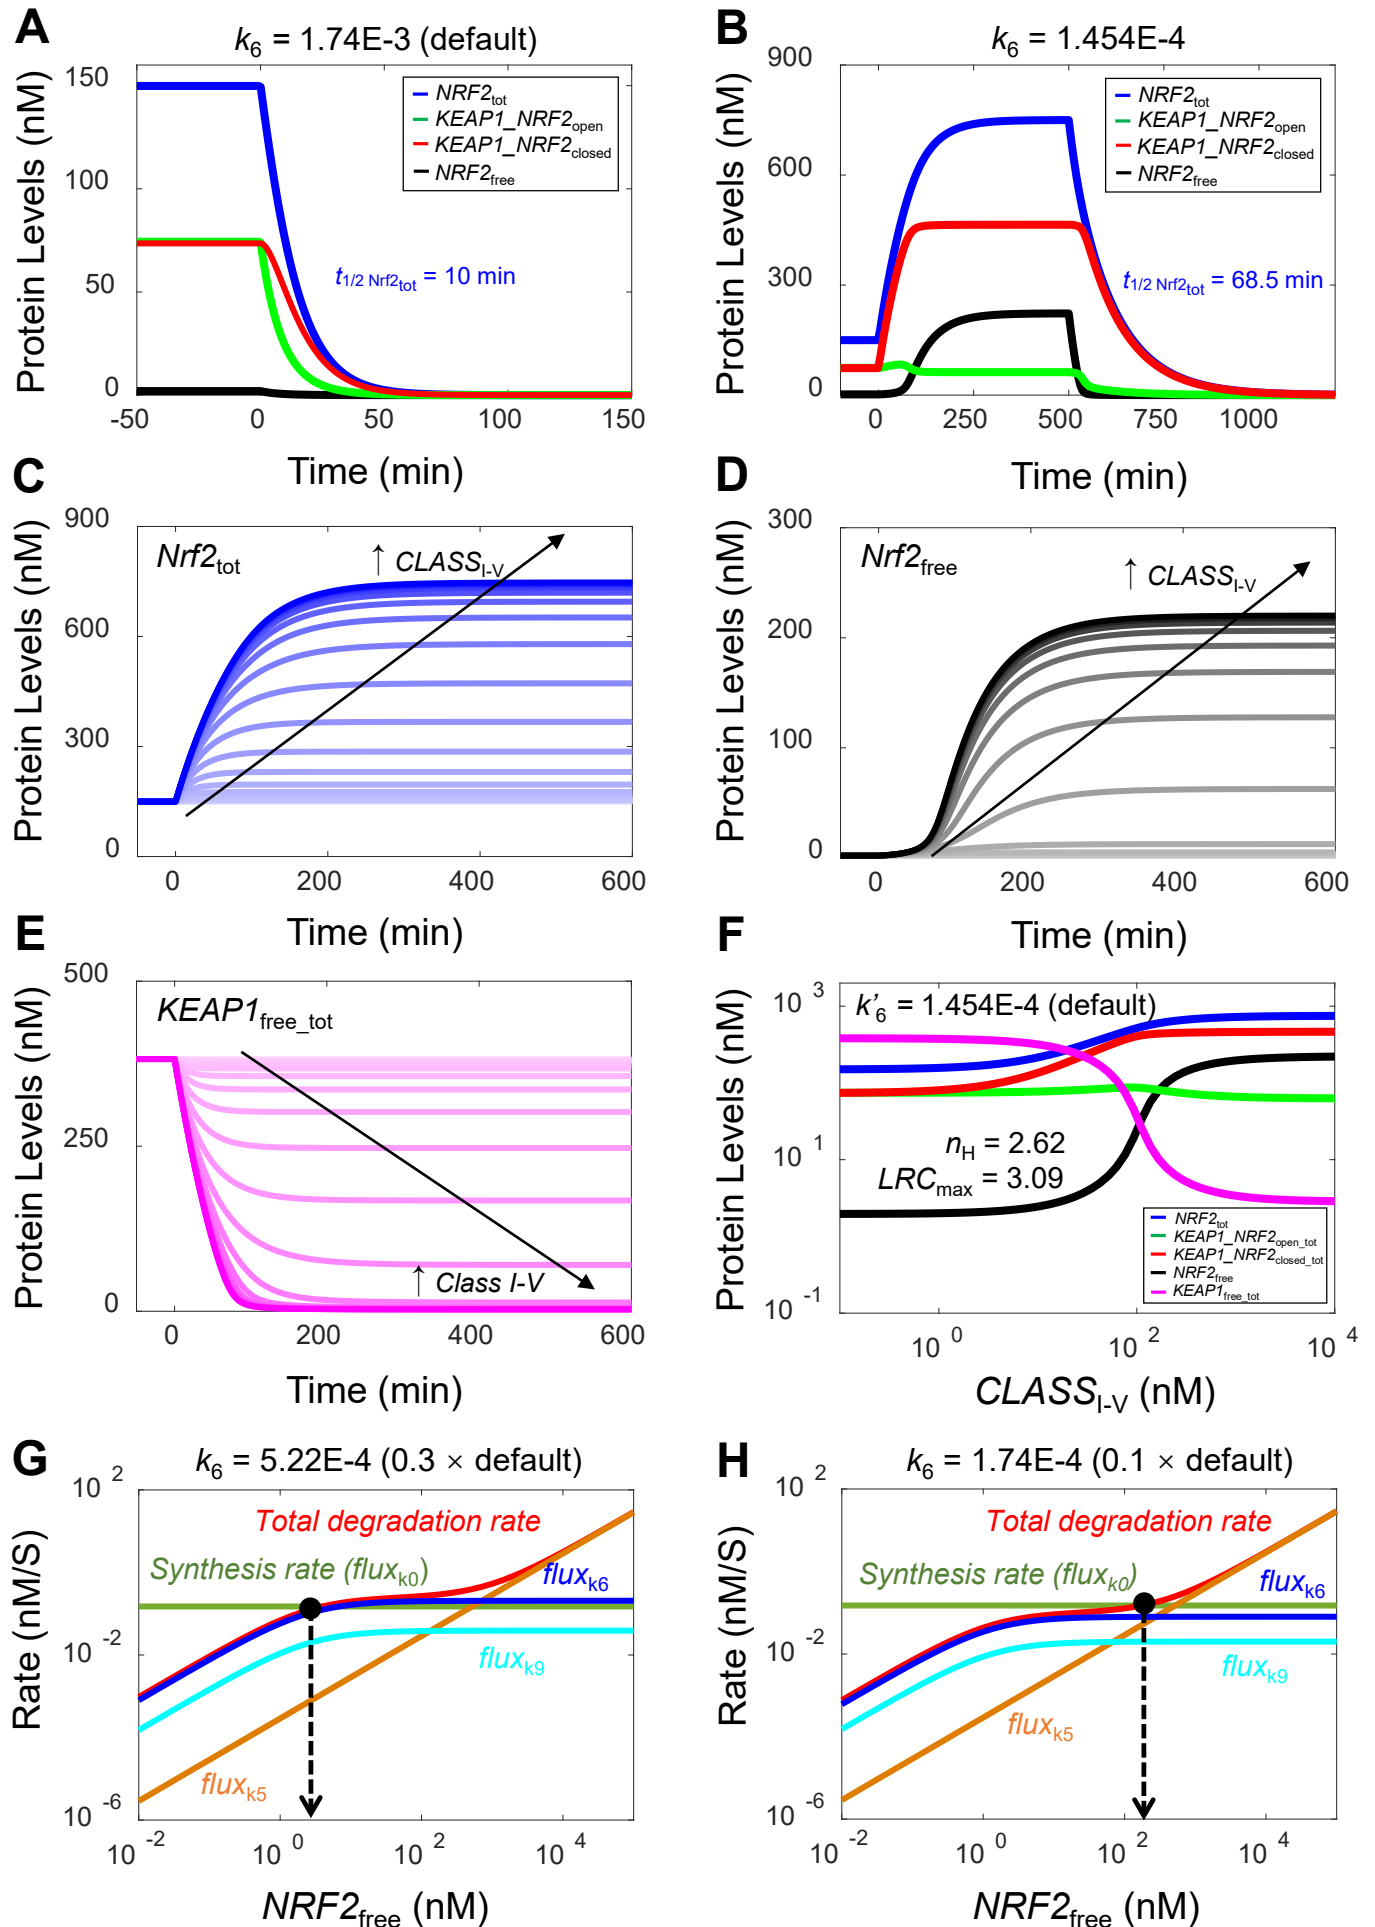 A
k6 = 1.74E-3 (default)
Protein Levels (nM)
150
100
50
0
NRF2tot
KEAP1_NRF2open
KEAP1_NRF2closed
NRF2free
t1/2 Nrf2tot = 10 min
-50 0 50 100 150
Time (min)
B
k6 = 1.454E-4
Protein Levels (nM)
900
600
300
0
NRF2tot
KEAP1_NRF2open
KEAP1_NRF2closed
NRF2free
t1/2 Nrf2tot = 68.5 min
0 250 500 750 1000
Time (min)
C
Protein Levels (nM)
900
600
300
0
Nrf2tot
↑ CLASSI-V
0 200 400 600
Time (min)
D
Protein Levels (nM)
300
200
100
0
Nrf2free
↑ CLASSI-V
0 200 400 600
Time (min)
E
Protein Levels (nM)
500
250
0
KEAP1free_tot
↑ Class I-V
0 200 400 600
Time (min)
F
Protein Levels (nM)
10 3
10 1
10 -1
k'6 = 1.454E-4 (default)
nH = 2.62
LRCmax = 3.09
NRF2tot
KEAP1_NRF2open_tot
KEAP1_NRF2closed_tot
NRF2free
KEAP1free_tot
10 0 10 2 10 4
CLASSI-V (nM)
G
k6 = 5.22E-4 (0.3 × default)
Rate (nM/S)
10 2
10 -2
10 -6
Total degradation rate
Synthesis rate (fluxk0)
fluxk6
fluxk9
fluxk5
10 -2 10 0 10 2 10 4
NRF2free (nM)
H
k6 = 1.74E-4 (0.1 × default)
Rate (nM/S)
10 2
10 -2
10 -6
Total degradation rate
Synthesis rate (fluxk0)
fluxk6
fluxk9
fluxk5
10 -2 10 0 10 2 10 4
NRF2free (nM)